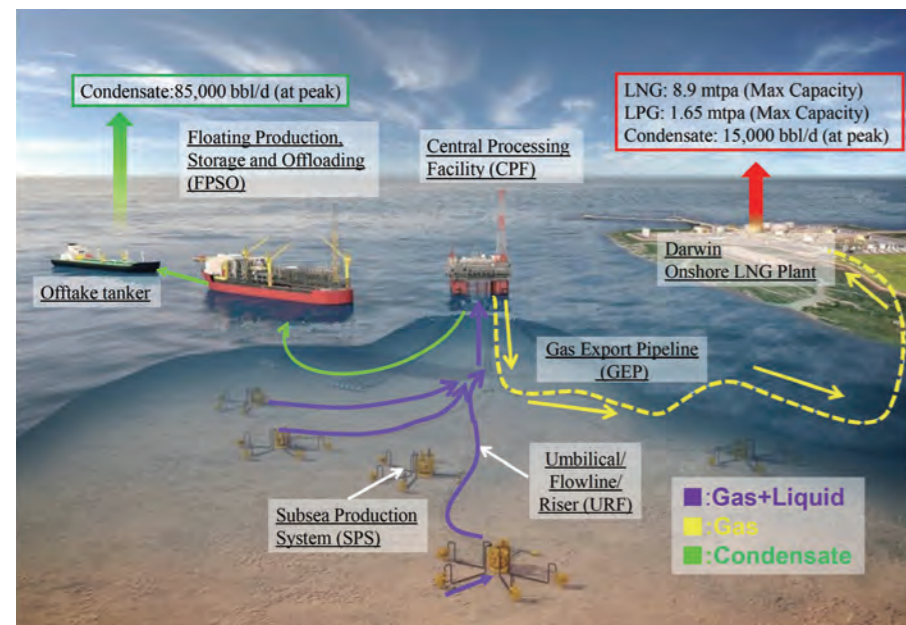 Condensate:85,000 bbl/d (at peak)
LNG: 8.9 mtpa (Max Capacity)
LPG: 1.65 mtpa (Max Capacity)
Condensate: 15,000 bbl/d (at peak)
Floating Production,
Storage and Offloading
(FPSO)
Central Processing
Facility (CPF)
Offtake tanker
Darwin
Onshore LNG Plant
Gas Export Pipeline
(GEP)
Subsea Production
System (SPS)
Umbilical/
Flowline/
Riser (URF)
:Gas+Liquid
:Gas
:Condensate